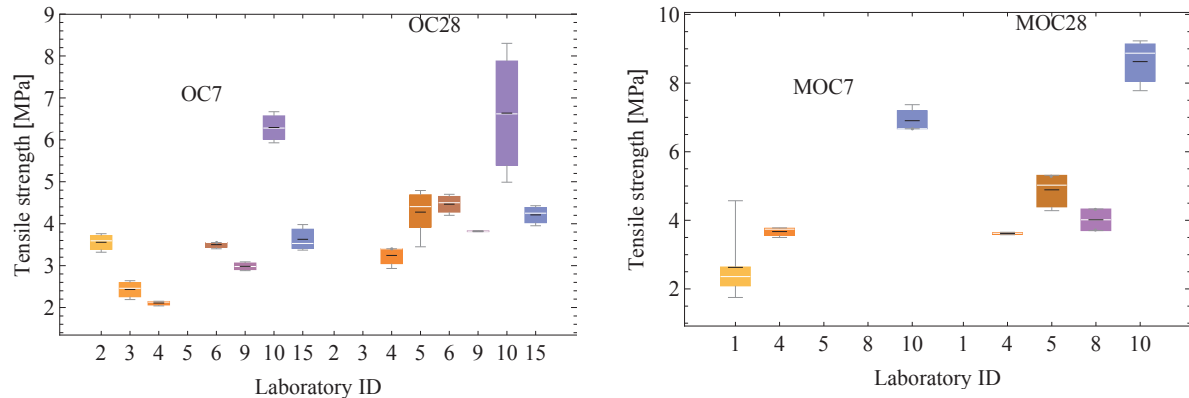 9
8
7
6
5
4
3
2
Tensile strength [MPa]
OC7
OC28
2 3 4 5 6 9 10 15 2 3 4 5 6 9 10 15
Laboratory ID
10
8
6
4
2
Tensile strength [MPa]
MOC7
MOC28
1 4 5 8 10 1 4 5 8 10
Laboratory ID